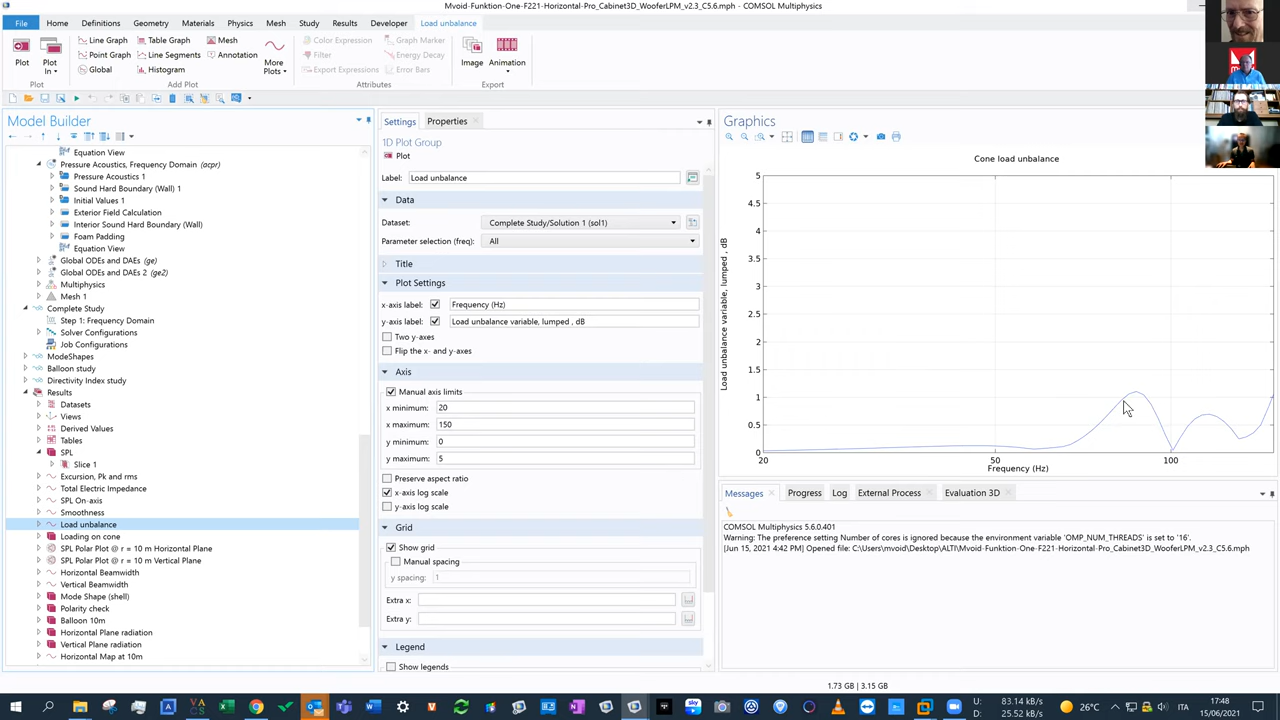 Mvoid-Funktion-One-F221-Horizontal-Pro_Cabinet3D_WooferLPM_v2.3_C5.6.mph - COMSOL Multiphysics
File Home Definitions Geometry Materials Physics Mesh Study Results Developer Load unbalance
Plot
Plot In
Line Graph Table Graph Mesh
Point Graph Line Segments Annotation
Global Histogram
More Plots
Color Expression Graph Marker
Filter Energy Decay
Export Expressions Error Bars
Image Animation
Plot Add Plot Attributes Export
Model Builder
Equation View
Pressure Acoustics, Frequency Domain (acpr)
Pressure Acoustics 1
Sound Hard Boundary (Wall) 1
Initial Values 1
Exterior Field Calculation
Interior Sound Hard Boundary (Wall)
Foam Padding
Equation View
Global ODEs and DAEs (ge)
Global ODEs and DAEs 2 (ge2)
Multiphysics
Mesh 1
Complete Study
Step 1: Frequency Domain
Solver Configurations
Job Configurations
ModeShapes
Balloon study
Directivity Index study
Results
Datasets
Views
Derived Values
Tables
SPL
Slice 1
Excursion, Pk and rms
Total Electric Impedance
SPL On-axis
Smoothness
Load unbalance
Loading on cone
SPL Polar Plot @ r = 10 m Horizontal Plane
SPL Polar Plot @ r = 10 m Vertical Plane
Horizontal Beamwidth
Vertical Beamwidth
Mode Shape (shell)
Polarity check
Balloon 10m
Horizontal Plane radiation
Vertical Plane radiation
Horizontal Map at 10m
Settings Properties
1D Plot Group
Plot
Label: Load unbalance
Data
Dataset: Complete Study/Solution 1 (sol1)
Parameter selection (freq): All
Title
Plot Settings
x-axis label: Frequency (Hz)
y-axis label: Load unbalance variable, lumped , dB
Two y-axes
Flip the x- and y-axes
Axis
Manual axis limits
x minimum: 20
x maximum: 150
y minimum: 0
y maximum: 5
Preserve aspect ratio
x-axis log scale
y-axis log scale
Grid
Show grid
Manual spacing
y spacing: 1
Extra x:
Extra y:
Legend
Show legends
Graphics
Cone load unbalance
5
4.5
4
3.5
3
2.5
2
1.5
1
0.5
0
Load unbalance variable, lumped , dB
20 50 100
Frequency (Hz)
Messages Progress Log External Process Evaluation 3D
COMSOL Multiphysics 5.6.0.401
Warning: The preference setting Number of cores is ignored because the environment variable 'OMP_NUM_THREADS' is set to '16'.
[Jun 15, 2021 4:42 PM] Opened file: C:\Users\mvoid\Desktop\ALTI\Mvoid-Funktion-One-F221-Horizontal-Pro_Cabinet3D_WooferLPM_v2.3_C5.6.mph
1.73 GB | 3.15 GB
U: 83.14 kB/s
D: 25.52 kB/s
26°C
ITA
17:48
15/06/2021